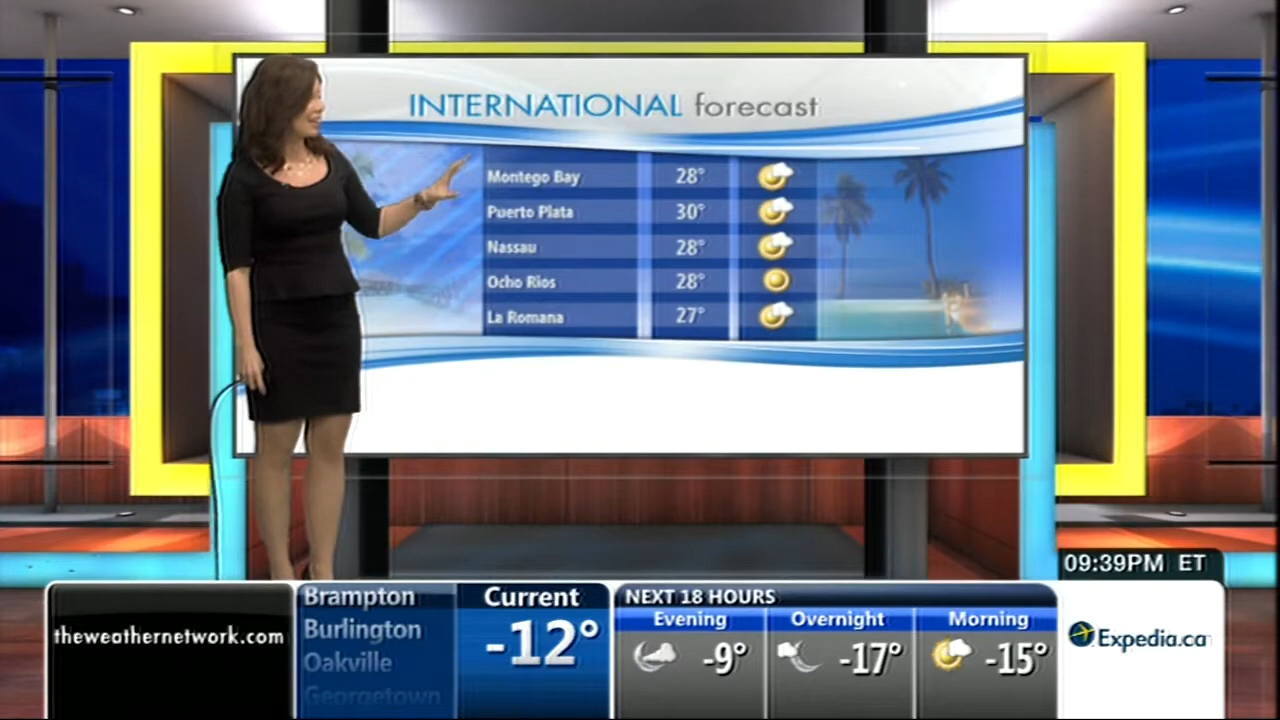 INTERNATIONAL forecast
Montego Bay 28°
Puerto Plata 30°
Nassau 28°
Ocho Rios 28°
La Romana 27°
09:39PM ET
theweathernetwork.com
Brampton
Burlington
Oakville
Georgetown
Current
-12°
NEXT 18 HOURS
Evening Overnight Morning
-9° -17° -15°
Expedia.ca